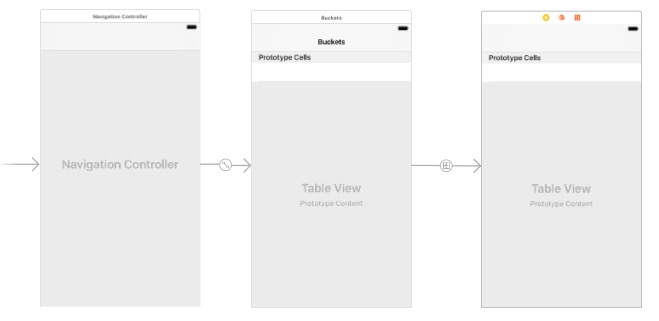 Navigation Controller
Navigation Controller
Buckets
Buckets
Prototype Cells
Table View
Prototype Content
Prototype Cells
Table View
Prototype Content